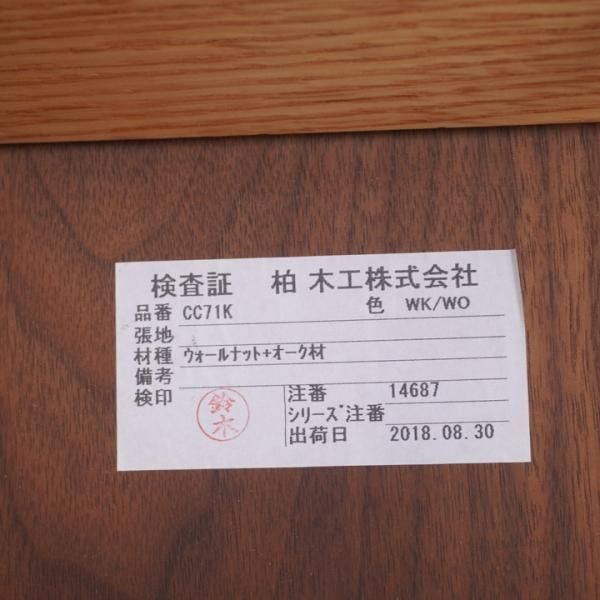 検査証 柏木工株式会社
品番 CC71K 色 WK/WO
張地
材種 ウォールナット+オーク材
備考
検印 鈴木 注番 14687
シリーズ注番
出荷日 2018.08.30